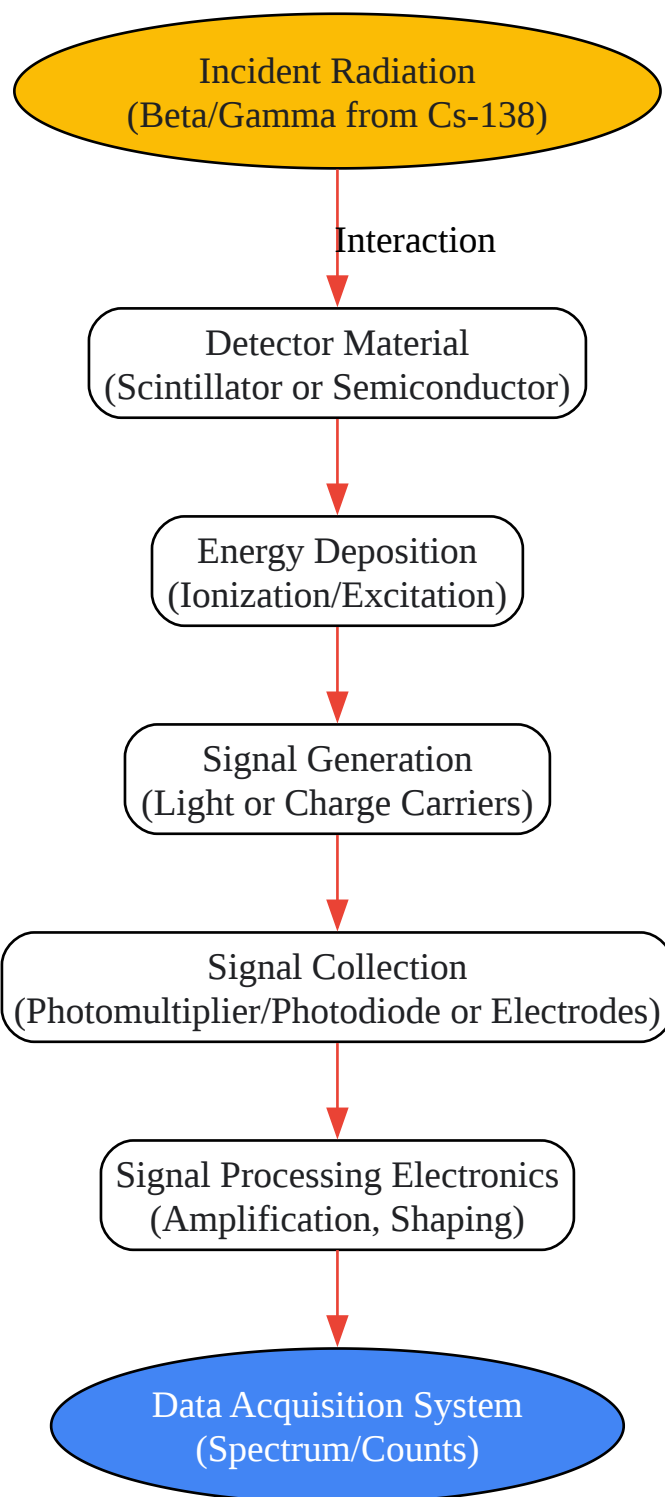 Incident Radiation
(Beta/Gamma from Cs-138)
Interaction
Detector Material
(Scintillator or Semiconductor)
Energy Deposition
(Ionization/Excitation)
Signal Generation
(Light or Charge Carriers)
Signal Collection
(Photomultiplier/Photodiode or Electrodes)
Signal Processing Electronics
(Amplification, Shaping)
Data Acquisition System
(Spectrum/Counts)